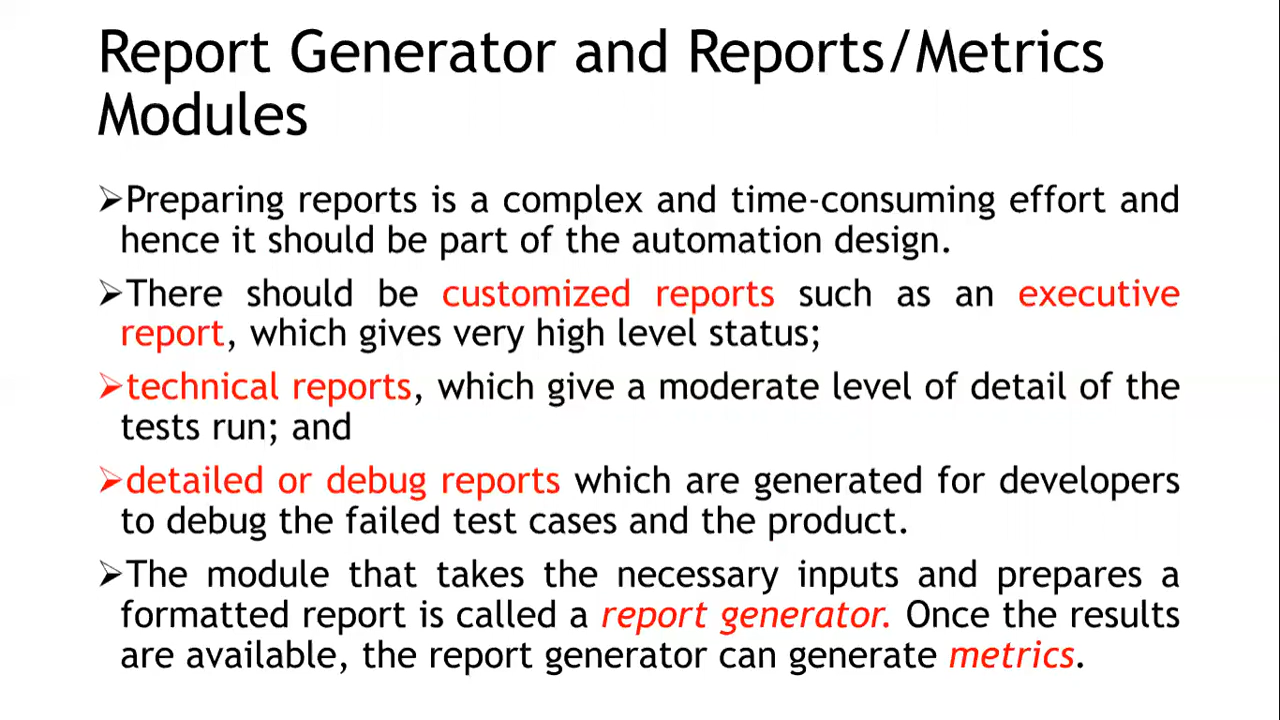 Report Generator and Reports/Metrics
Modules
➢Preparing reports is a complex and time-consuming effort and
hence it should be part of the automation design.
➢There should be customized reports such as an executive
report, which gives very high level status;
➢technical reports, which give a moderate level of detail of the
tests run; and
➢detailed or debug reports which are generated for developers
to debug the failed test cases and the product.
➢The module that takes the necessary inputs and prepares a
formatted report is called a report generator. Once the results
are available, the report generator can generate metrics.